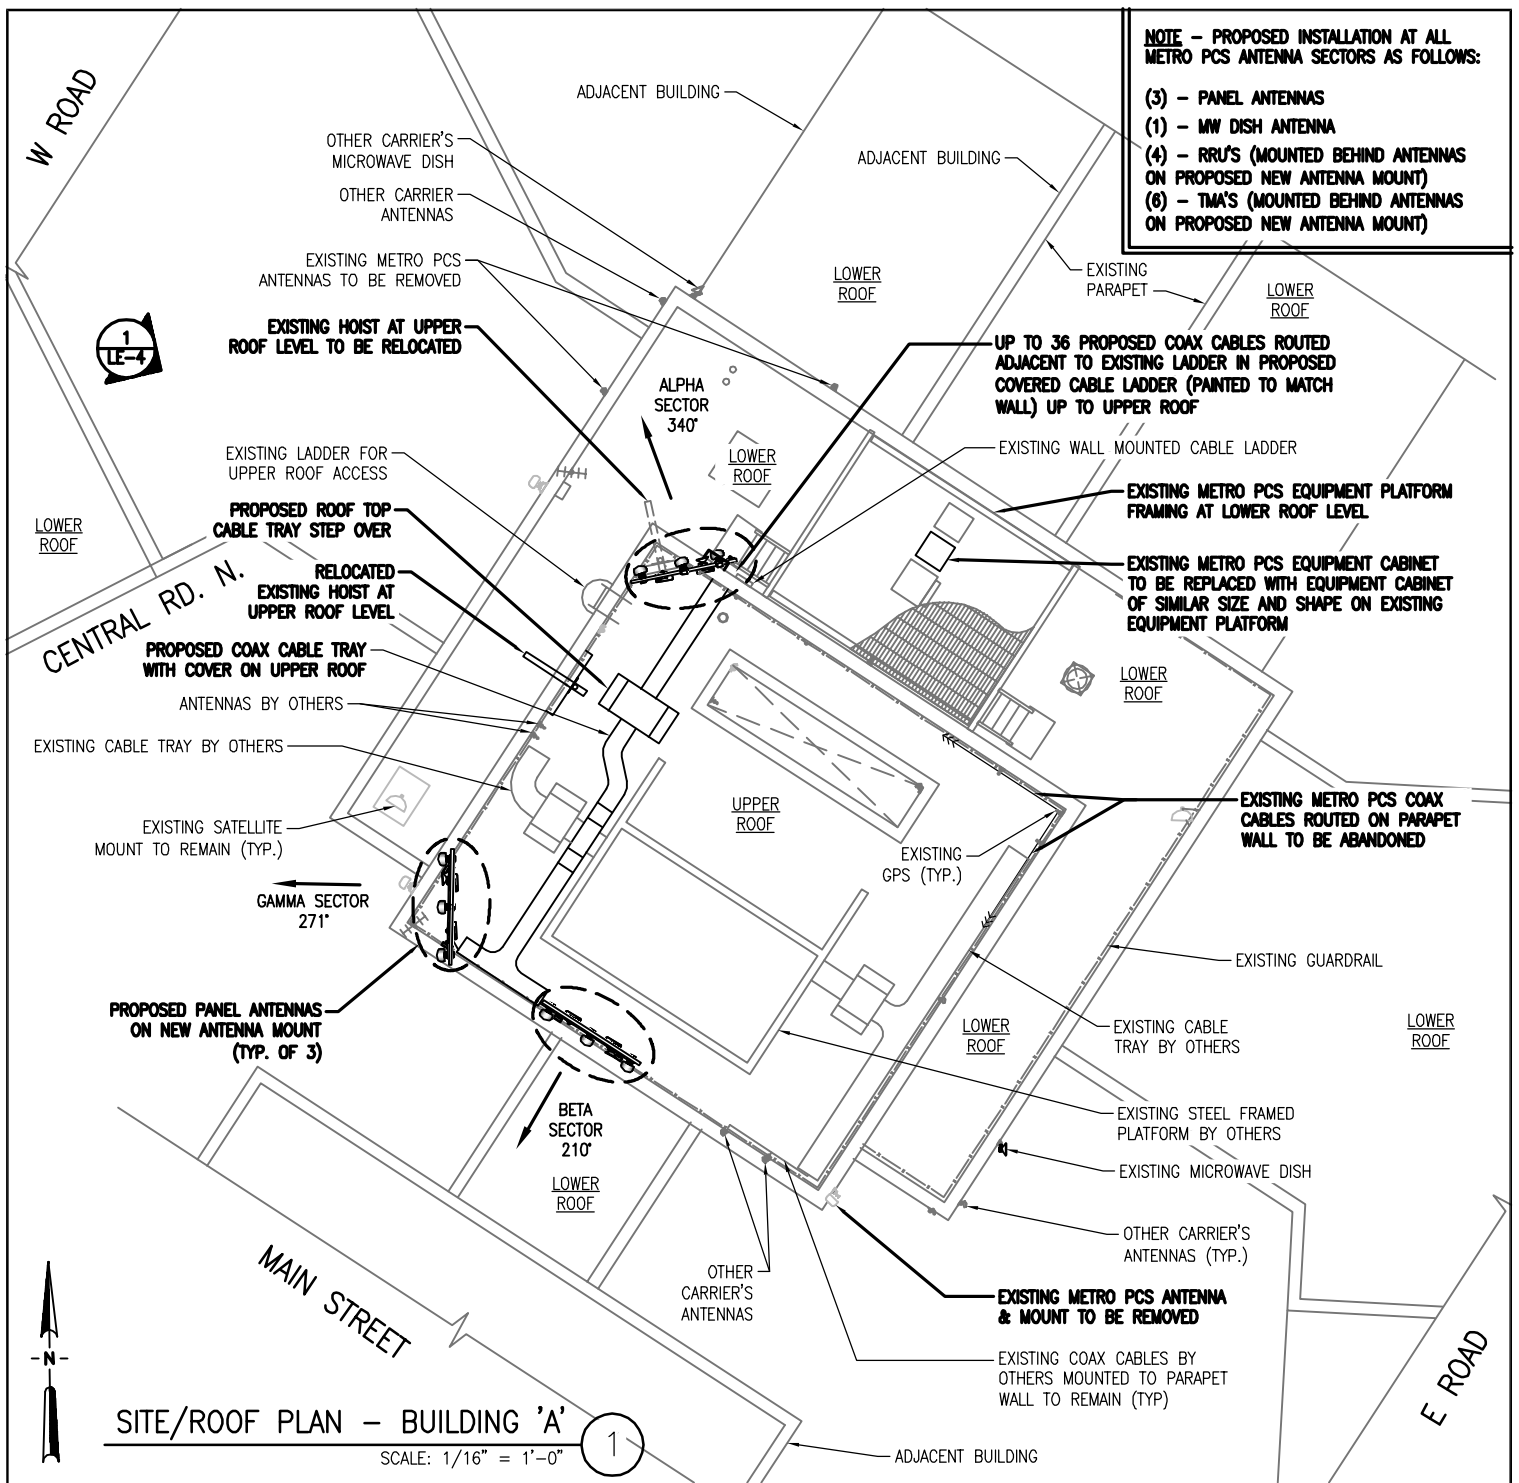 NOTE - PROPOSED INSTALLATION AT ALL
METRO PCS ANTENNA SECTORS AS FOLLOWS:
(3) - PANEL ANTENNAS
(1) - MW DISH ANTENNA
(4) - RRU'S (MOUNTED BEHIND ANTENNAS
ON PROPOSED NEW ANTENNA MOUNT)
(6) - TMA'S (MOUNTED BEHIND ANTENNAS
ON PROPOSED NEW ANTENNA MOUNT)
W ROAD
ADJACENT BUILDING
OTHER CARRIER'S
MICROWAVE DISH
ADJACENT BUILDING
OTHER CARRIER
ANTENNAS
EXISTING METRO PCS
ANTENNAS TO BE REMOVED
LOWER
ROOF
EXISTING
PARAPET
LOWER
ROOF
1
LE-4
EXISTING HOIST AT UPPER
ROOF LEVEL TO BE RELOCATED
UP TO 36 PROPOSED COAX CABLES ROUTED
ADJACENT TO EXISTING LADDER IN PROPOSED
COVERED CABLE LADDER (PAINTED TO MATCH
WALL) UP TO UPPER ROOF
ALPHA
SECTOR
340°
EXISTING LADDER FOR
UPPER ROOF ACCESS
LOWER
ROOF
EXISTING WALL MOUNTED CABLE LADDER
PROPOSED ROOF TOP
CABLE TRAY STEP OVER
EXISTING METRO PCS EQUIPMENT PLATFORM
FRAMING AT LOWER ROOF LEVEL
LOWER
ROOF
RELOCATED
EXISTING HOIST AT
UPPER ROOF LEVEL
EXISTING METRO PCS EQUIPMENT CABINET
TO BE REPLACED WITH EQUIPMENT CABINET
OF SIMILAR SIZE AND SHAPE ON EXISTING
EQUIPMENT PLATFORM
CENTRAL RD. N.
PROPOSED COAX CABLE TRAY
WITH COVER ON UPPER ROOF
LOWER
ROOF
ANTENNAS BY OTHERS
EXISTING CABLE TRAY BY OTHERS
UPPER
ROOF
EXISTING METRO PCS COAX
CABLES ROUTED ON PARAPET
WALL TO BE ABANDONED
EXISTING SATELLITE
MOUNT TO REMAIN (TYP.)
EXISTING
GPS (TYP.)
GAMMA SECTOR
271°
EXISTING GUARDRAIL
PROPOSED PANEL ANTENNAS
ON NEW ANTENNA MOUNT
(TYP. OF 3)
LOWER
ROOF
EXISTING CABLE
TRAY BY OTHERS
LOWER
ROOF
BETA
SECTOR
210°
EXISTING STEEL FRAMED
PLATFORM BY OTHERS
EXISTING MICROWAVE DISH
LOWER
ROOF
OTHER CARRIER'S
ANTENNAS (TYP.)
OTHER
CARRIER'S
ANTENNAS
EXISTING METRO PCS ANTENNA
& MOUNT TO BE REMOVED
MAIN STREET
EXISTING COAX CABLES BY
OTHERS MOUNTED TO PARAPET
WALL TO REMAIN (TYP)
E ROAD
-N-
SITE/ROOF PLAN - BUILDING 'A'
SCALE: 1/16" = 1'-0"
1
ADJACENT BUILDING